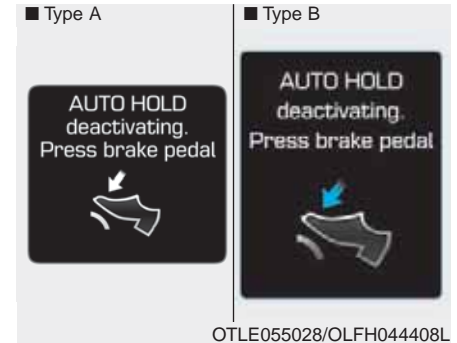 ■ Type A
AUTO HOLD
deactivating.
Press brake pedal
■ Type B
AUTO HOLD
deactivating.
Press brake pedal
OTLE055028/OLFH044408L